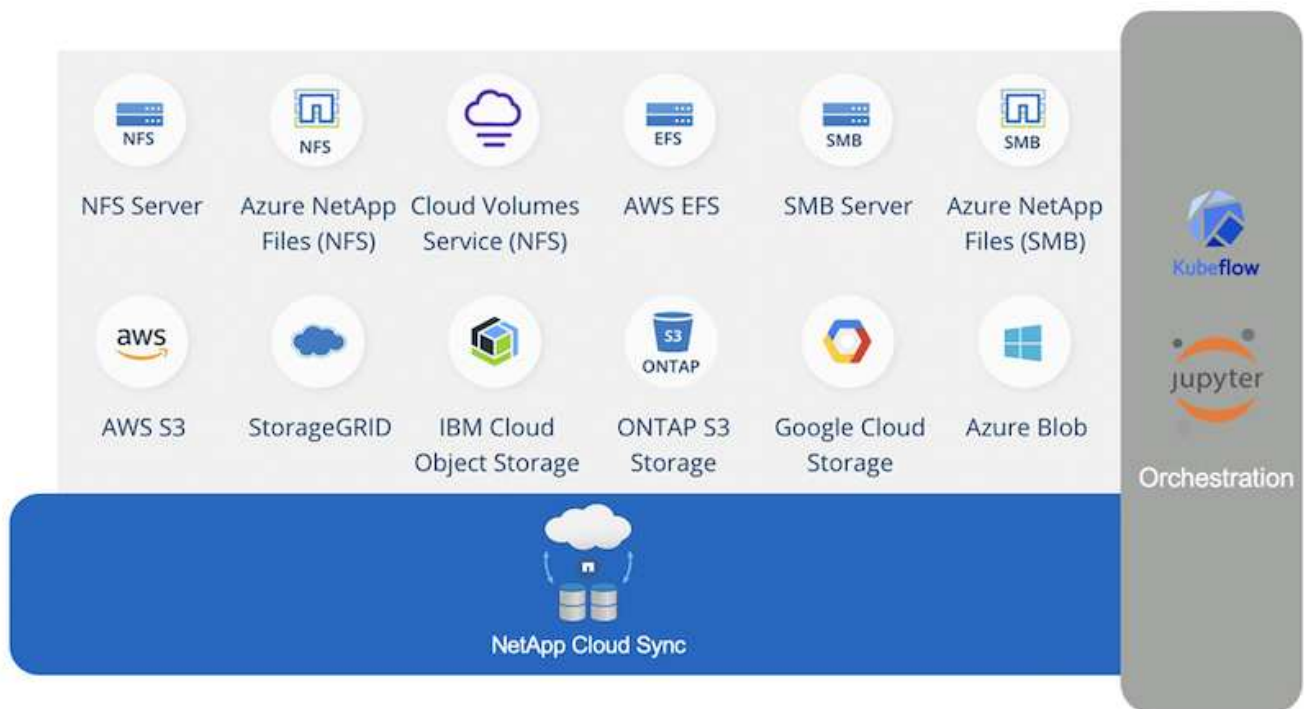 NFS
NFS
EFS
SMB
SMB
NFS Server
Azure NetApp
Files (NFS)
Cloud Volumes
Service (NFS)
AWS EFS
SMB Server
Azure NetApp
Files (SMB)
aws
S3
ONTAP
AWS S3
StorageGRID
IBM Cloud
Object Storage
ONTAP S3
Storage
Google Cloud
Storage
Azure Blob
NetApp Cloud Sync
Kubeflow
jupyter
Orchestration